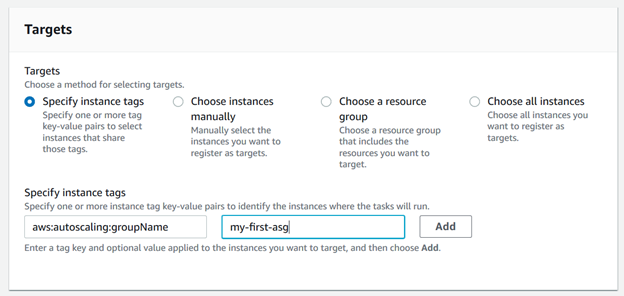 Targets
Targets
Choose a method for selecting targets.
Specify instance tags
Specify one or more tag
key-value pairs to select
instances that share
those tags.
Choose instances
manually
Manually select the
instances you want to
register as targets.
Choose a resource
group
Choose a resource group
that includes the
resources you want to
target.
Choose all instances
Choose all instances you
want to register as
targets.
Specify instance tags
Specify one or more instance tag key-value pairs to identify the instances where the tasks will run.
aws:autoscaling:groupName
my-first-asg
Add
Enter a tag key and optional value applied to the instances you want to target, and then choose Add.